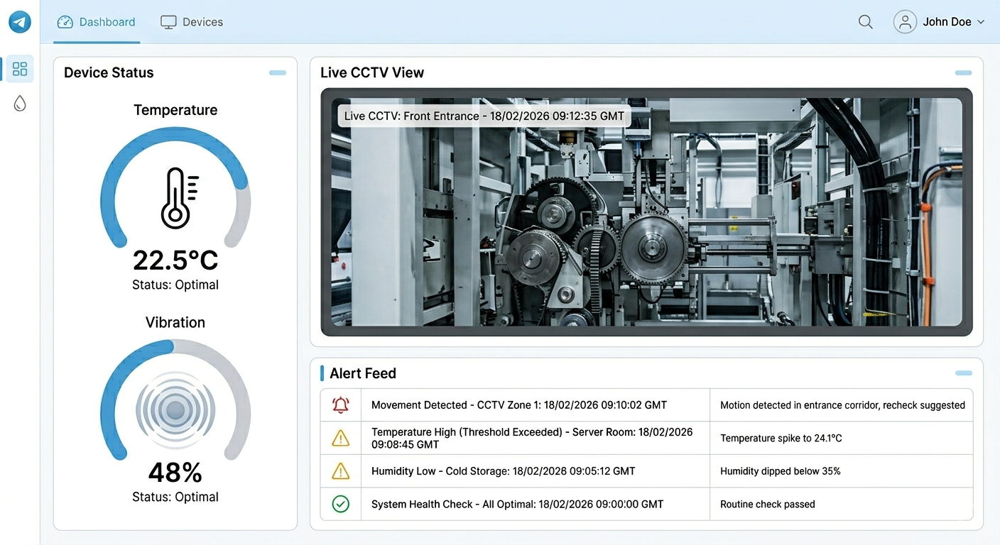 Dashboard
Devices
John Doe
Device Status
Temperature
22.5°C
Status: Optimal
Vibration
48%
Status: Optimal
Live CCTV View
Live CCTV: Front Entrance - 18/02/2026 09:12:35 GMT
Alert Feed
Movement Detected - CCTV Zone 1: 18/02/2026 09:10:02 GMT
Motion detected in entrance corridor, recheck suggested
Temperature High (Threshold Exceeded) - Server Room: 18/02/2026
09:08:45 GMT
Temperature spike to 24.1°C
Humidity Low - Cold Storage: 18/02/2028 09:05:12 GMT
Humidity dipped below 35%
System Health Check - All Optimal: 18/02/2026 09:00:00 GMT
Routine check passed